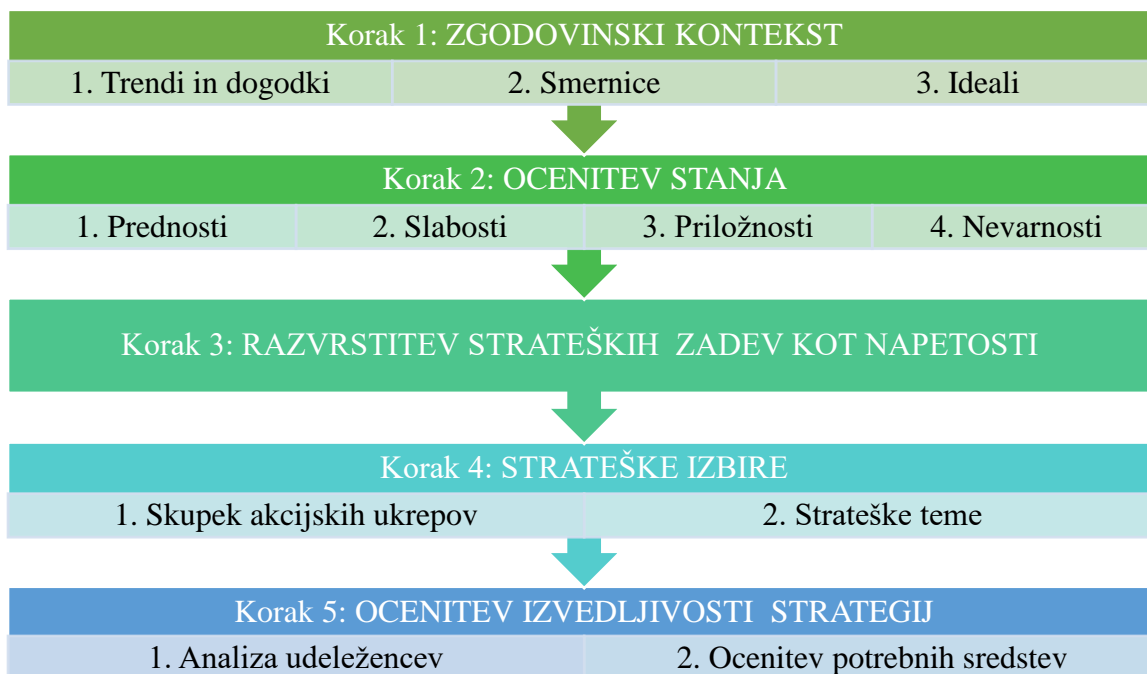 Korak 1: ZGODOVINSKI KONTEKST
1. Trendi in dogodki 2. Smernice 3. Ideali
Korak 2: OCENITEV STANJA
1. Prednosti 2. Slabosti 3. Priložnosti 4. Nevarnosti
Korak 3: RAZVRSTITEV STRATEŠKIH ZADEV KOT NAPETOSTI
Korak 4: STRATEŠKE IZBIRE
1. Skupek akcijskih ukrepov 2. Strateške teme
Korak 5: OCENITEV IZVEDLJIVOSTI STRATEGIJ
1. Analiza udeležencev 2. Ocenitev potrebnih sredstev